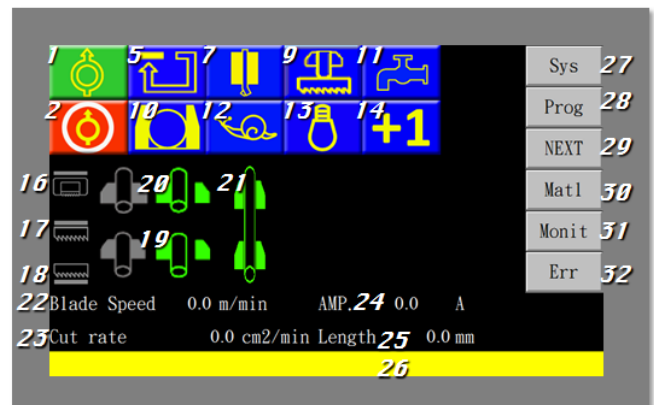 1 5 7 9 11 Sys 27
2 10 12 13 14 +1 Prog 28
NEXT 29
16 20 21 Matl 30
17 19 Monit 31
18 Err 32
22 Blade Speed 0.0 m/min AMP. 24 0.0 A
23 Cut rate 0.0 cm2/min Length 25 0.0 mm
26